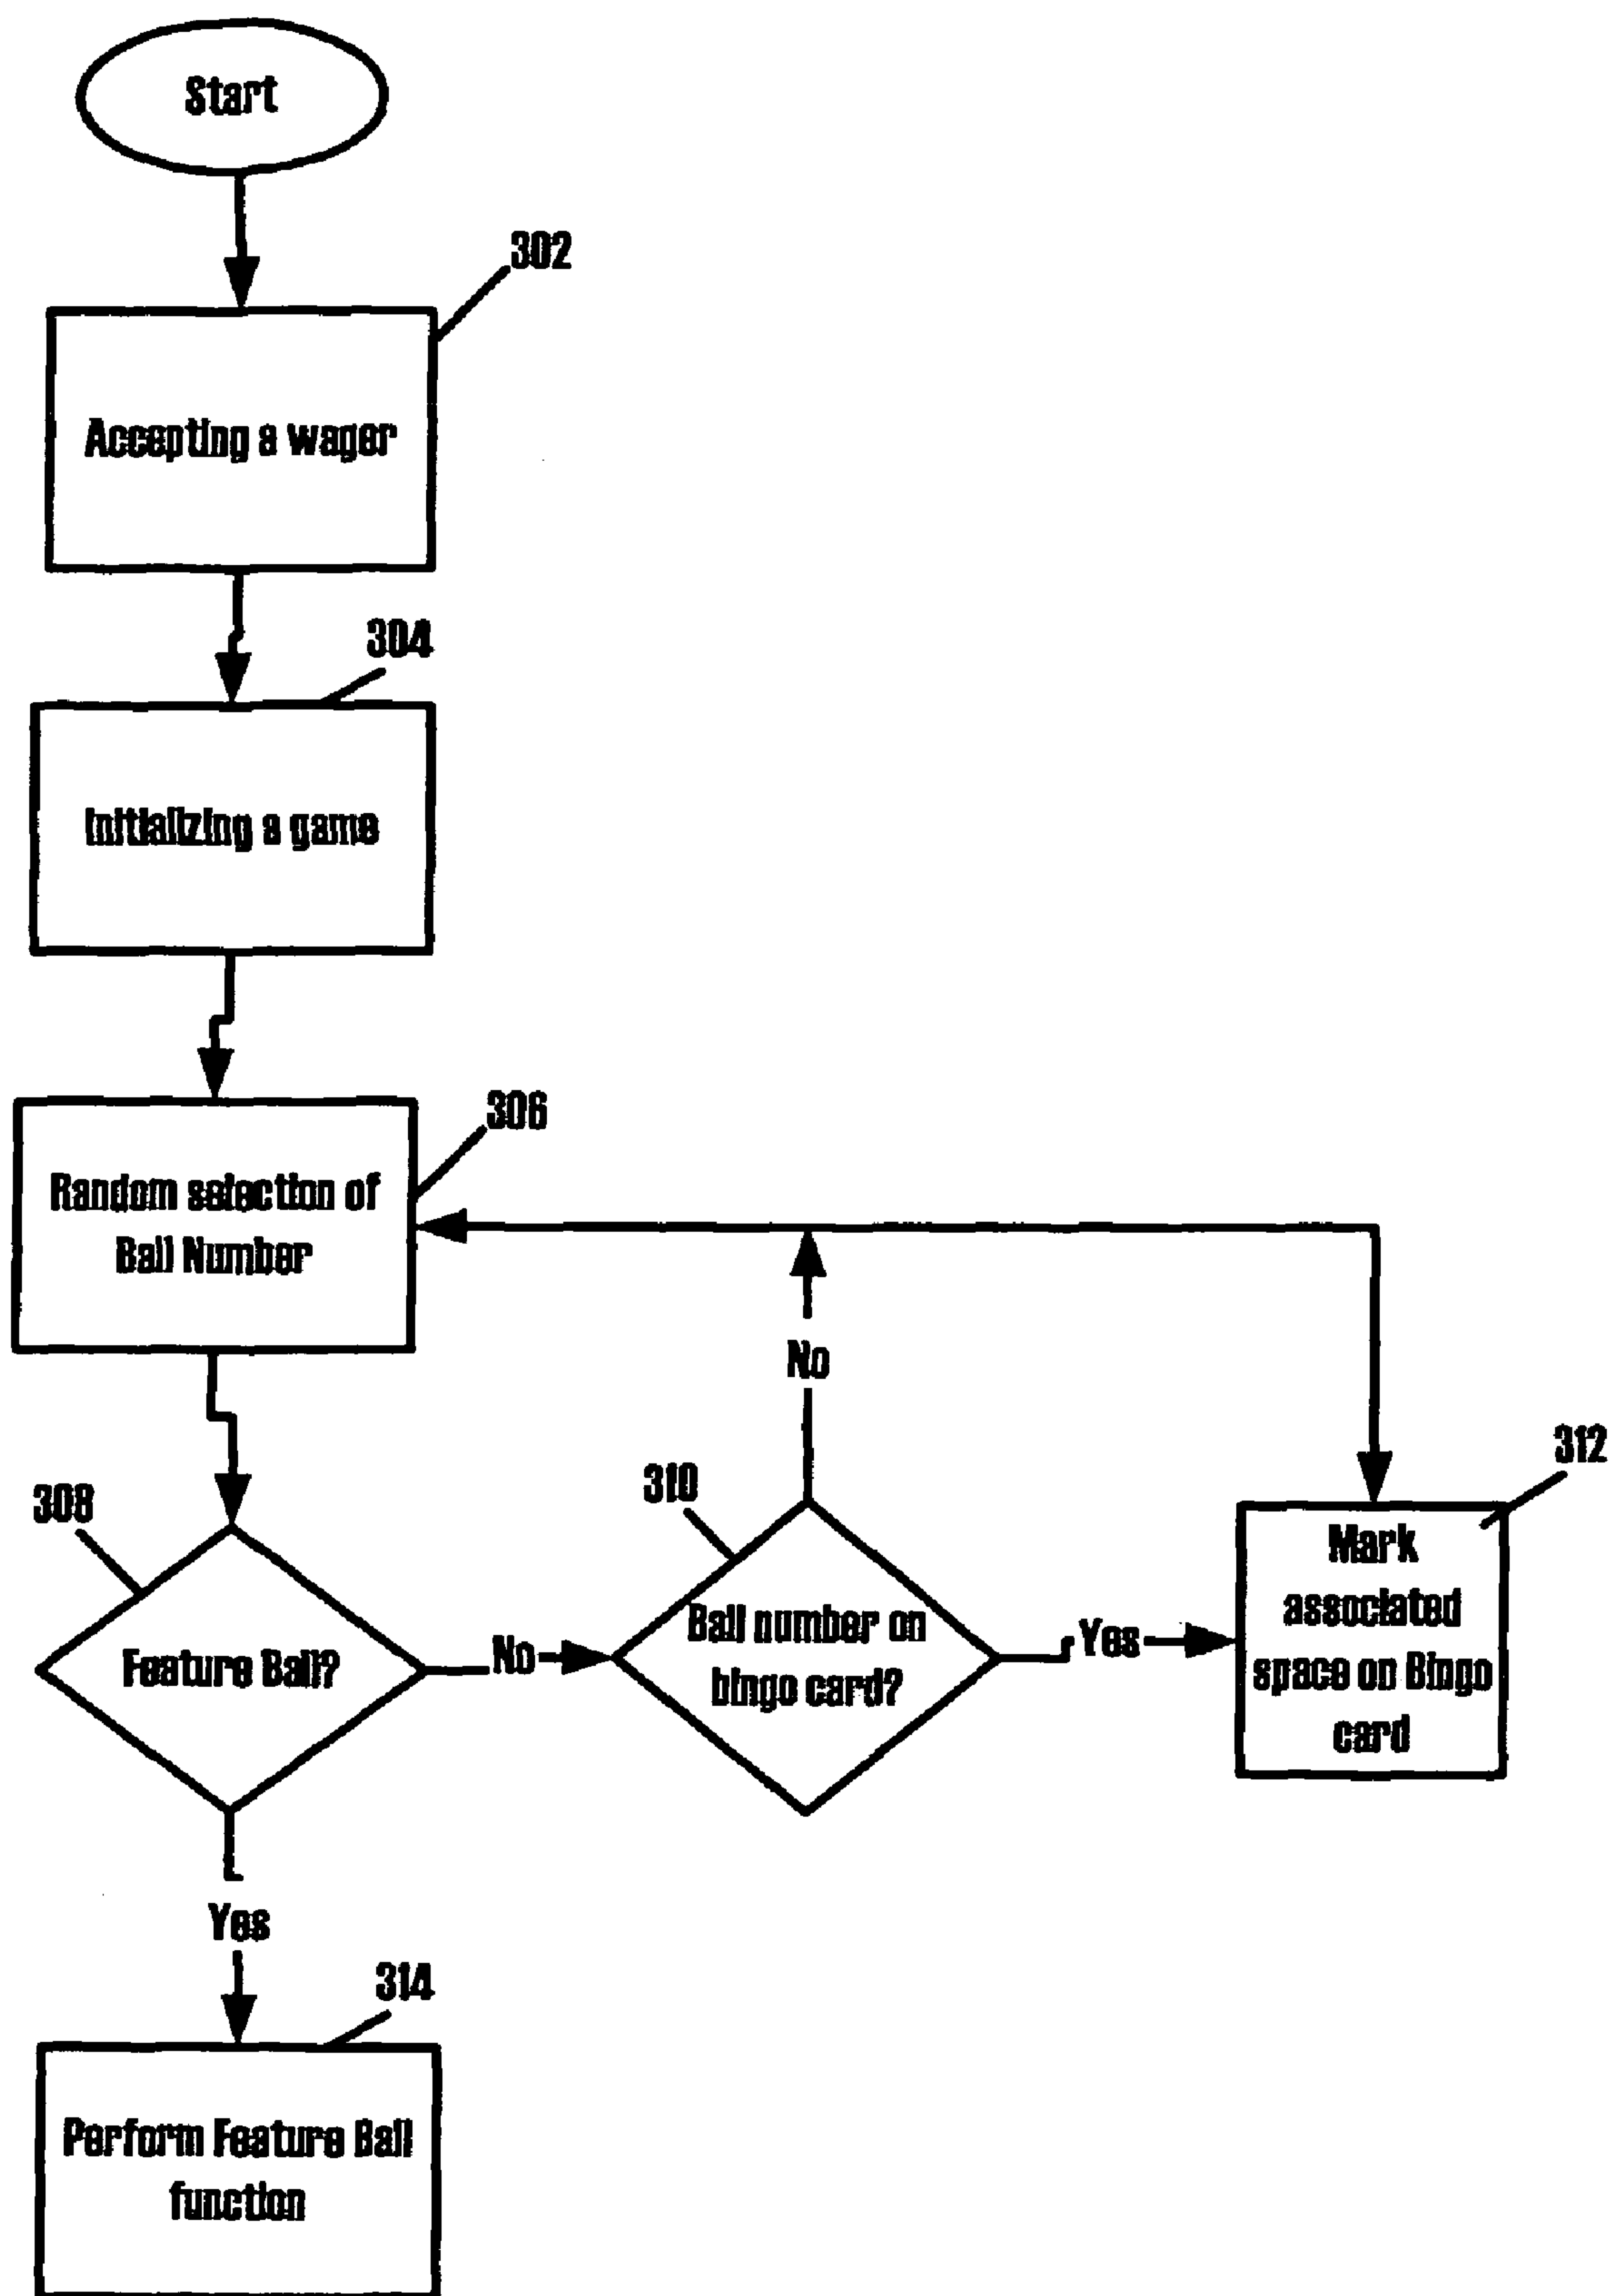 Start
302
Accepting a wager
304
Initializing a game
306
Random selection of
Ball Number
No
312
310
308
Mark
associated
space on Bingo
card
Feature Ball?
No
Ball number on
bingo card?
Yes
Yes
314
Perform Feature Ball
function